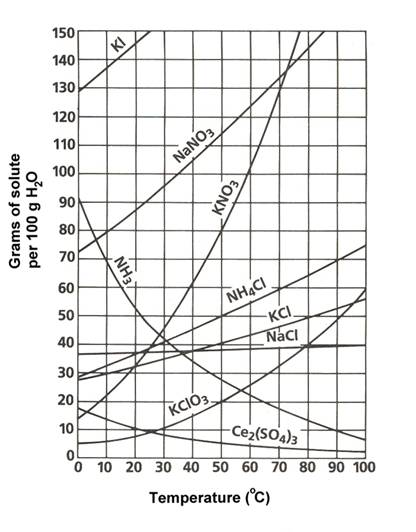 Grams of solute
per 100 g H₂O
150
140
130
120
110
100
90
80
70
60
50
40
30
20
10
0
KI
NaNO₃
KNO₃
NH₃
NH₄Cl
KCl
NaCl
KClO₃
Ce₂(SO₄)₃
0 10 20 30 40 50 60 70 80 90 100
Temperature (°C)